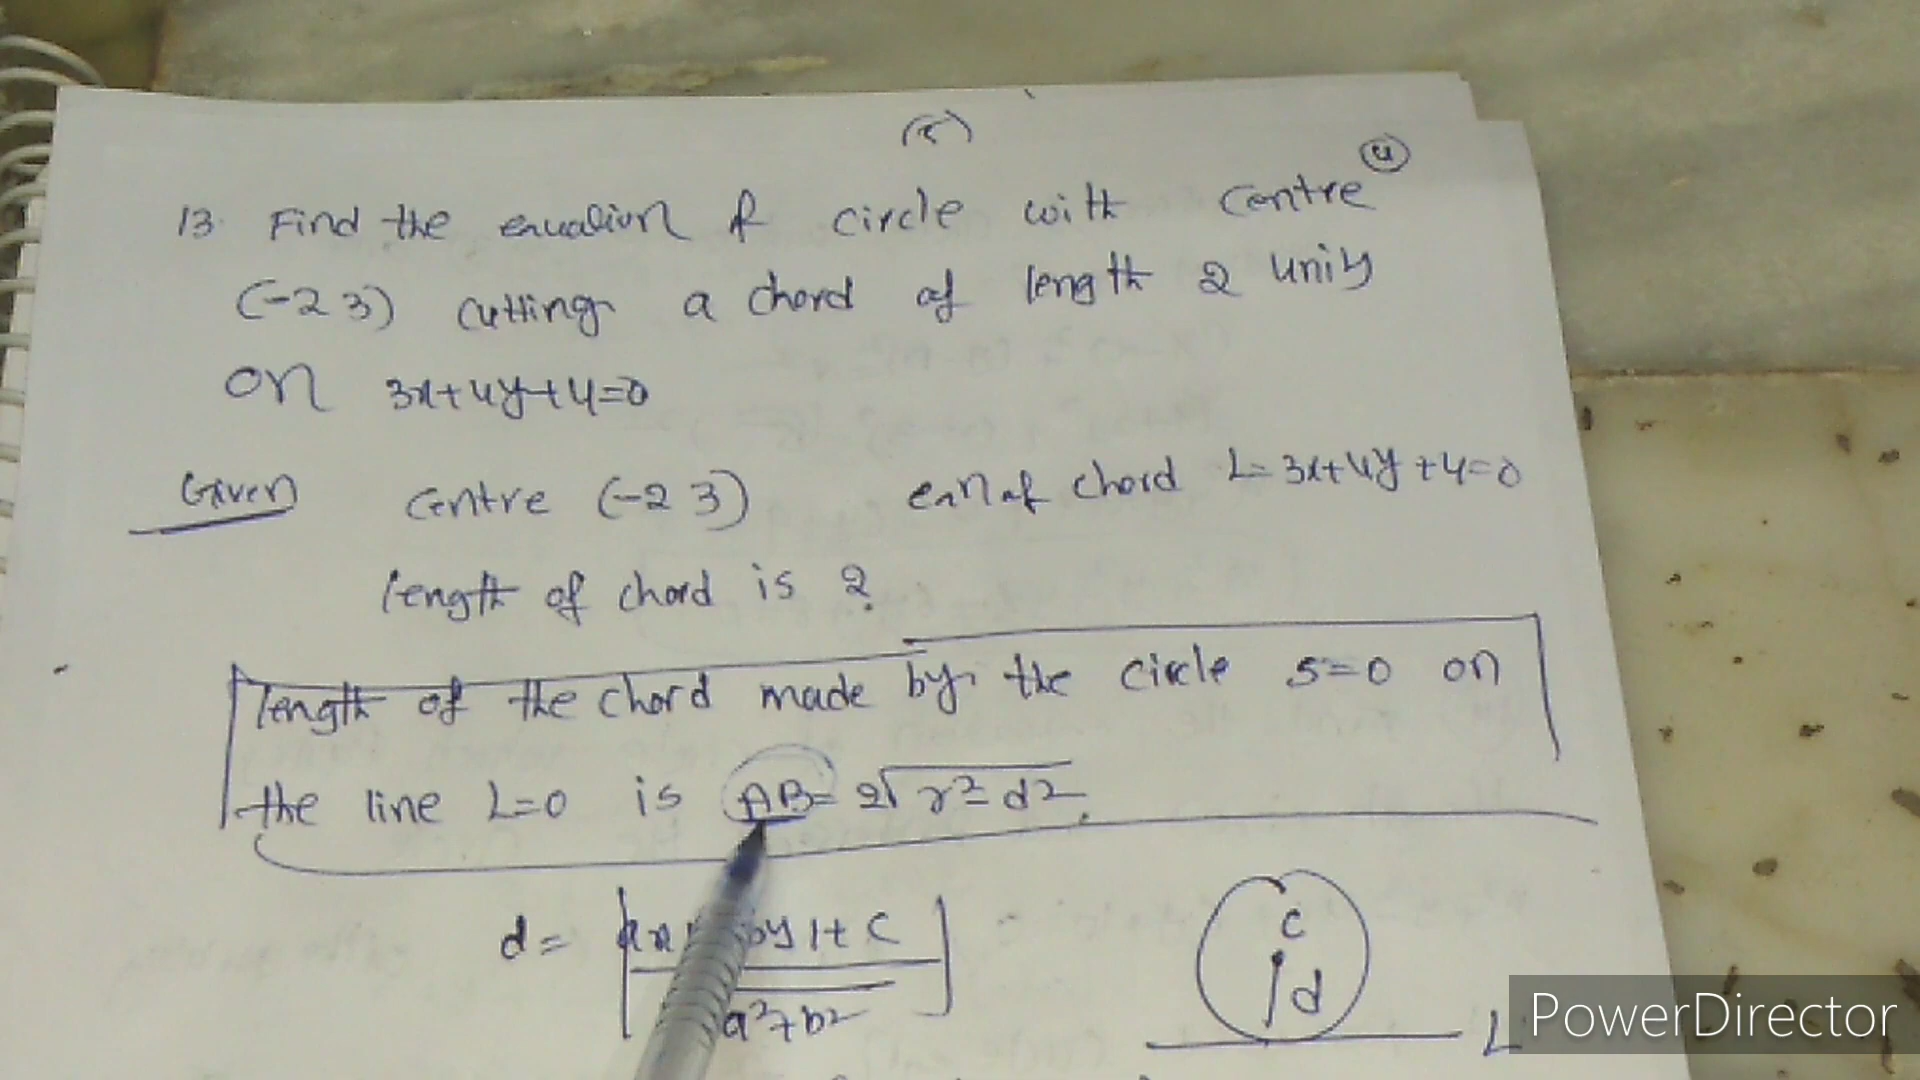 (5)
4
13. Find the equation of circle with centre
(-2 3) cutting a chord of length 2 units
on 3x+4y+4=0
Given centre (-2 3) eqn of chord L=3x+4y+4=0
length of chord is 2.
length of the chord made by the circle S=0 on
the line L=0 is AB= 2√r²-d².
d= by1+c
a²+b²
c
d
L
PowerDirector